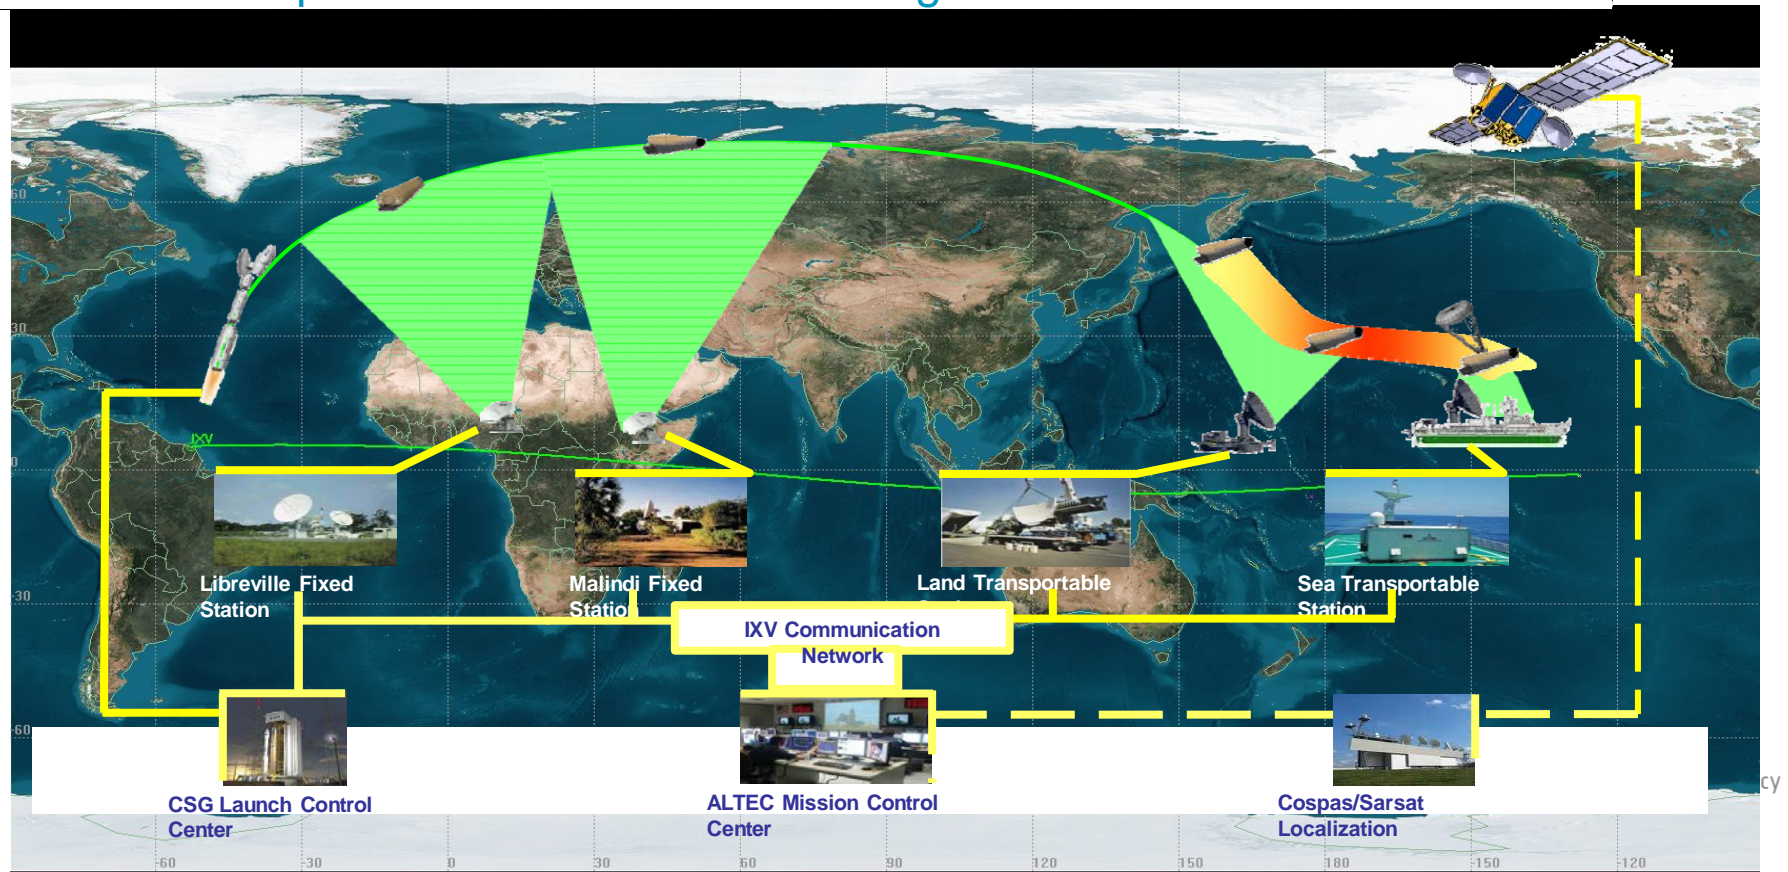 60
30
IXV
0
Libreville Fixed
Station
Malindi Fixed
Station
Land Transportable
Sea Transportable
Station
30
IXV Communication
Network
60
cy
CSG Launch Control
Center
ALTEC Mission Control
Center
Cospas/Sarsat
Localization
-60 -30 0 30 60 90 120 150 180 -150 -120